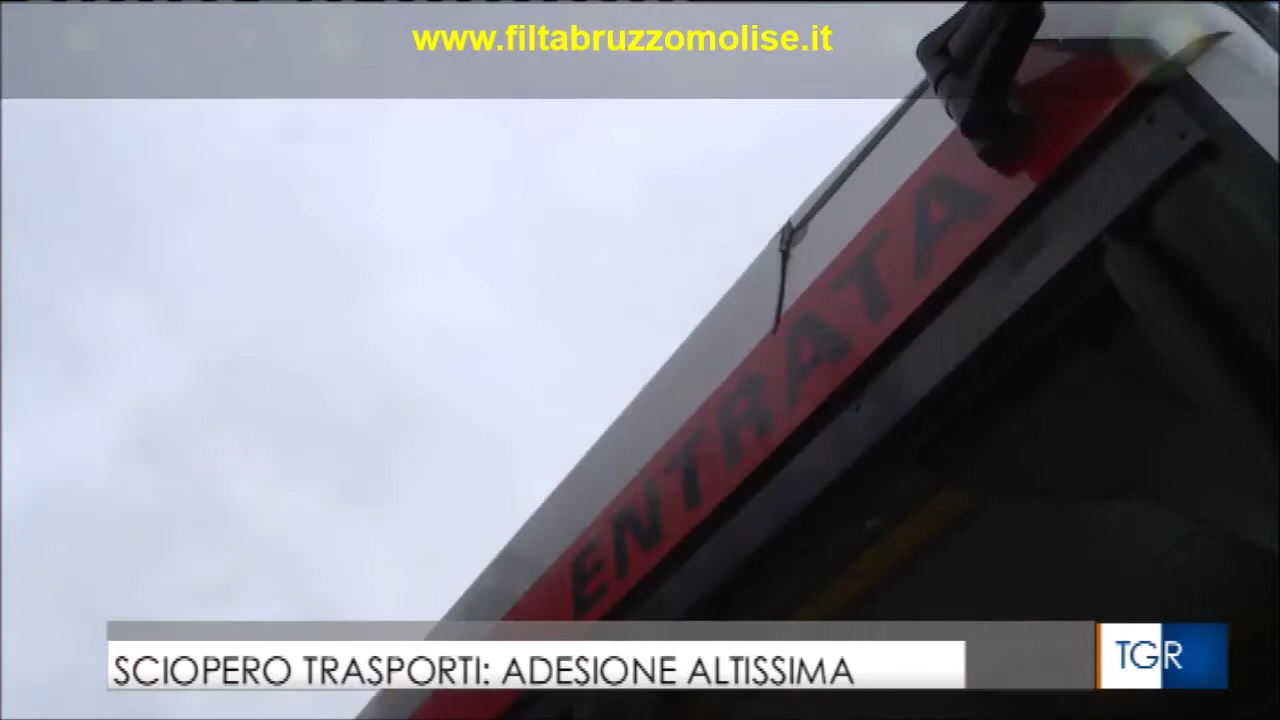 www.filtabruzzomolise.it
ENTRATA
SCIOPERO TRASPORTI: ADESIONE ALTISSIMA
TGR